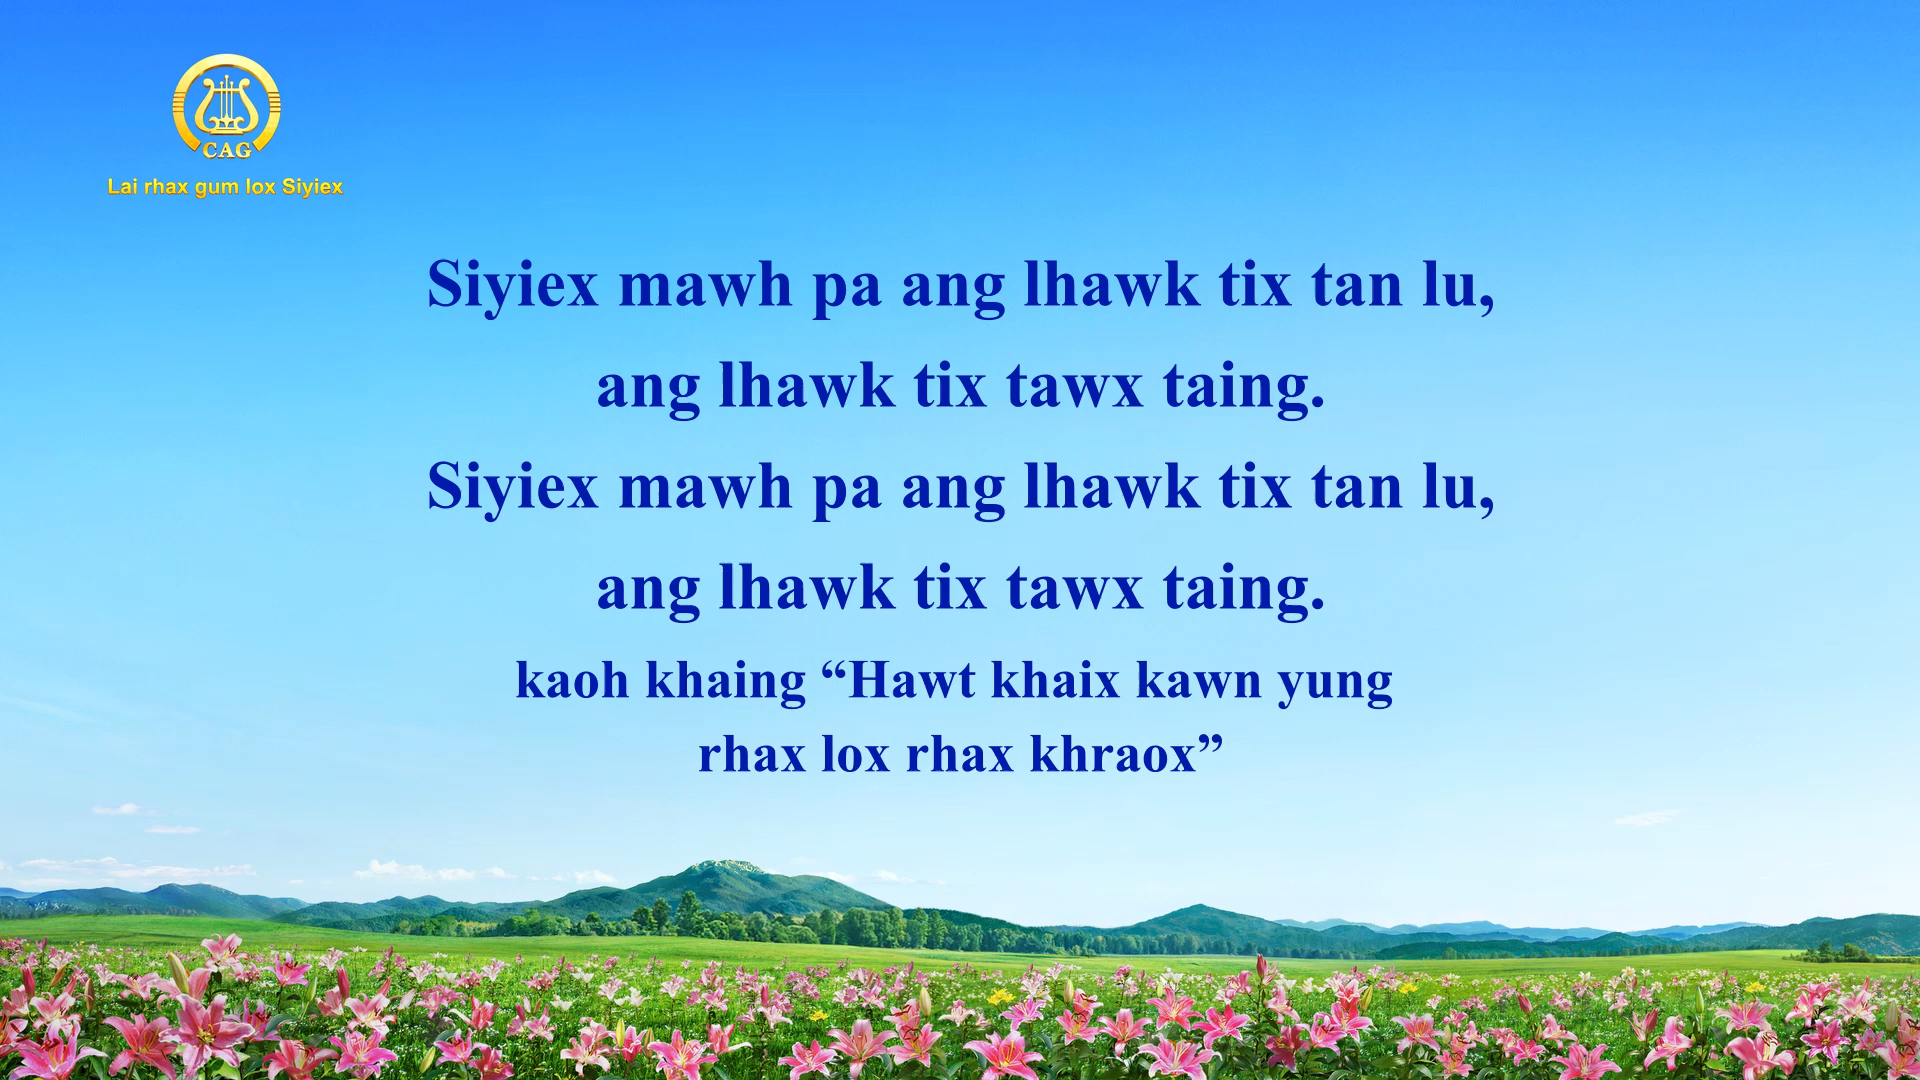 CAG
Lai rhax gum lox Siyiex
Siyiex mawh pa ang lhawk tix tan lu,
ang lhawk tix tawx taing.
Siyiex mawh pa ang lhawk tix tan lu,
ang lhawk tix tawx taing.
kaoh khaing “Hawt khaix kawn yung
rhax lox rhax khraox”